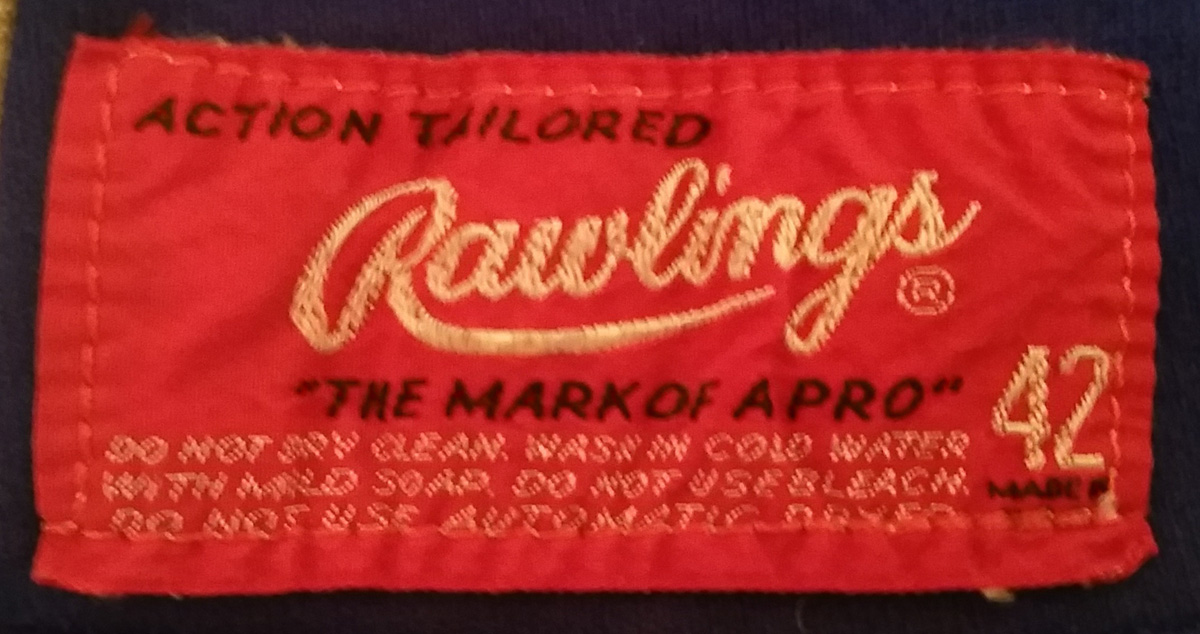 ACTION TAILORED
Rawlings®
"THE MARK OF A PRO"
42
DO NOT DRY CLEAN. WASH IN COLD WATER
WITH MILD SOAP. DO NOT USE BLEACH.
DO NOT USE AUTOMATIC DRYER
MADE